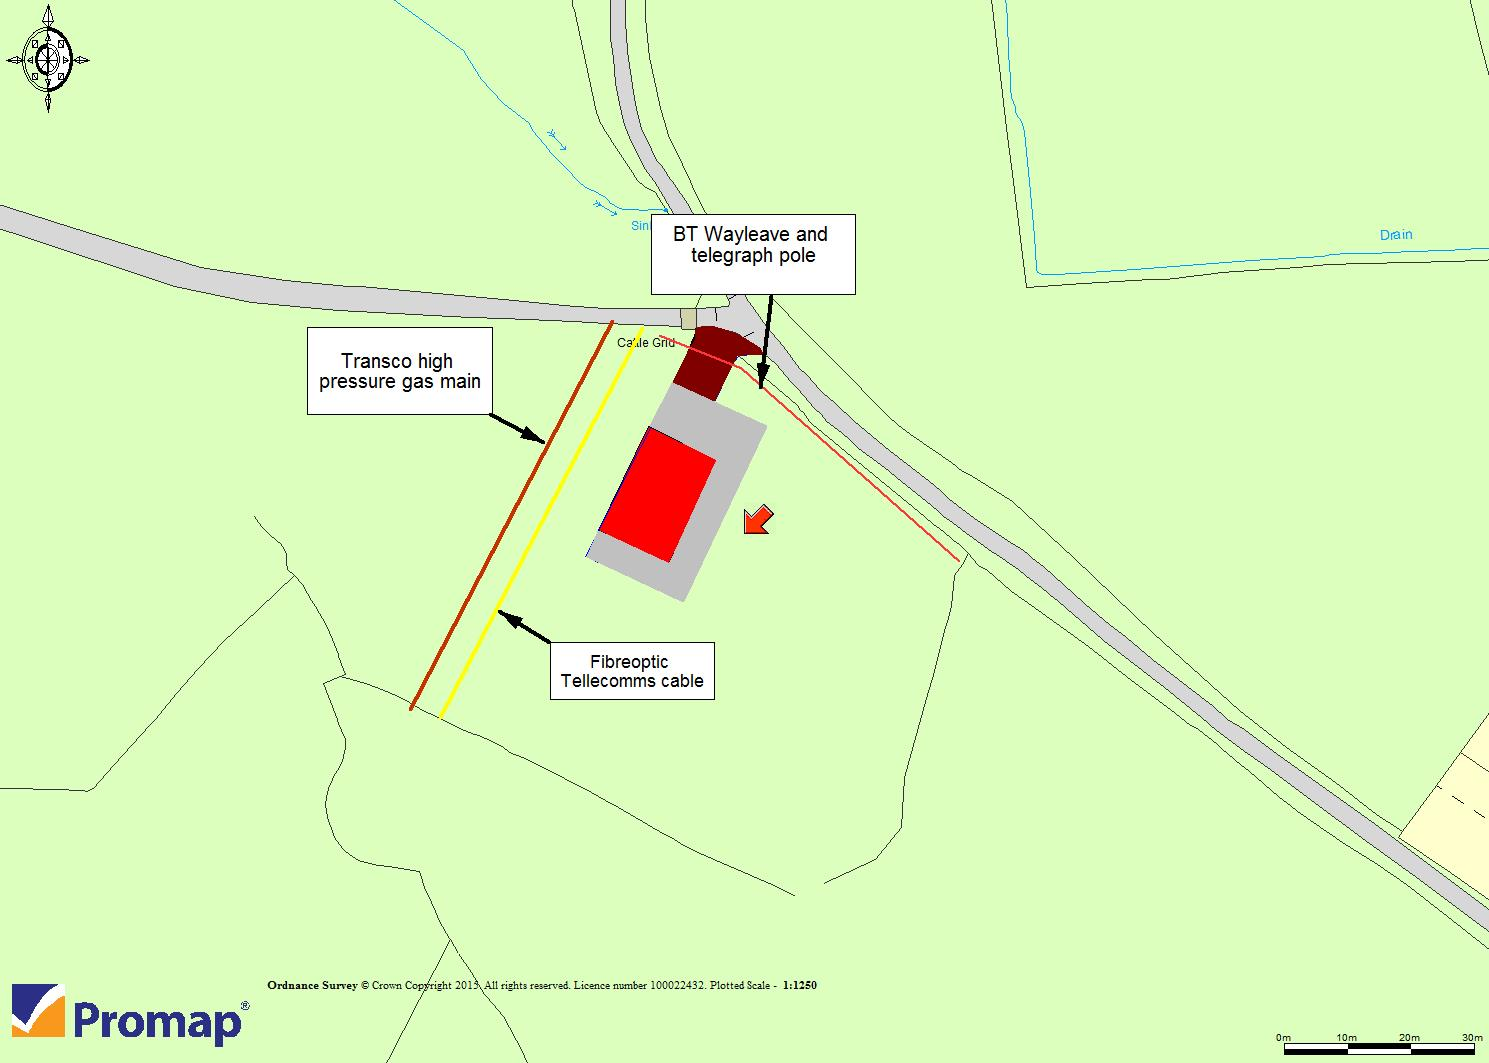 Sin
BT Wayleave and
telegraph pole
Drain
Transco high
pressure gas main
Cattle Grid
Fibreoptic
Tellecomms cable
Ordnance Survey © Crown Copyright 2015. All rights reserved. Licence number 100022432. Plotted Scale - 1:1250
Promap®
0m 10m 20m 30m